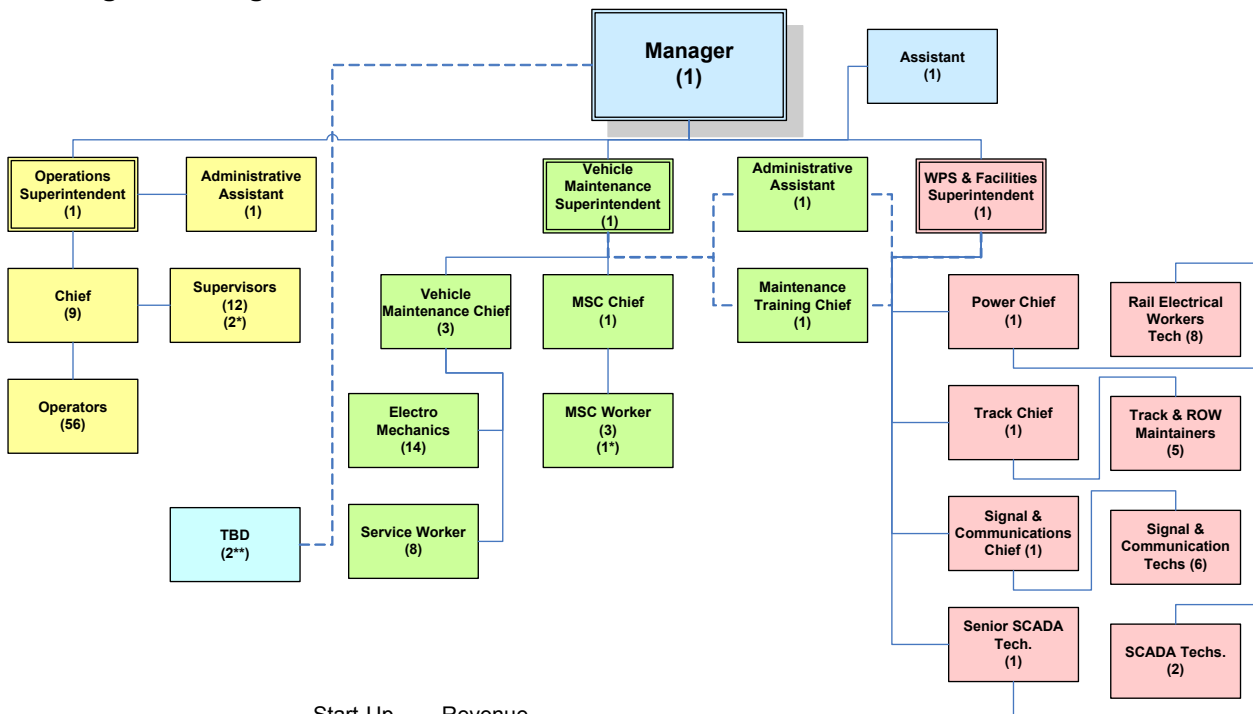 Manager
(1)
Assistant
(1)
Operations
Superintendent
(1)
Administrative
Assistant
(1)
Vehicle
Maintenance
Superintendent
(1)
Administrative
Assistant
(1)
WPS & Facilities
Superintendent
(1)
Chief
(9)
Supervisors
(12)
(2*)
Vehicle
Maintenance Chief
(3)
MSC Chief
(1)
Maintenance
Training Chief
(1)
Power Chief
(1)
Rail Electrical
Workers
Tech (8)
Operators
(56)
Electro
Mechanics
(14)
MSC Worker
(3)
(1*)
Track Chief
(1)
Track & ROW
Maintainers
(5)
TBD
(2**)
Service Worker
(8)
Signal &
Communications
Chief (1)
Signal &
Communication
Techs (6)
Senior SCADA
Tech.
(1)
SCADA Techs.
(2)
Start-Up Revenue